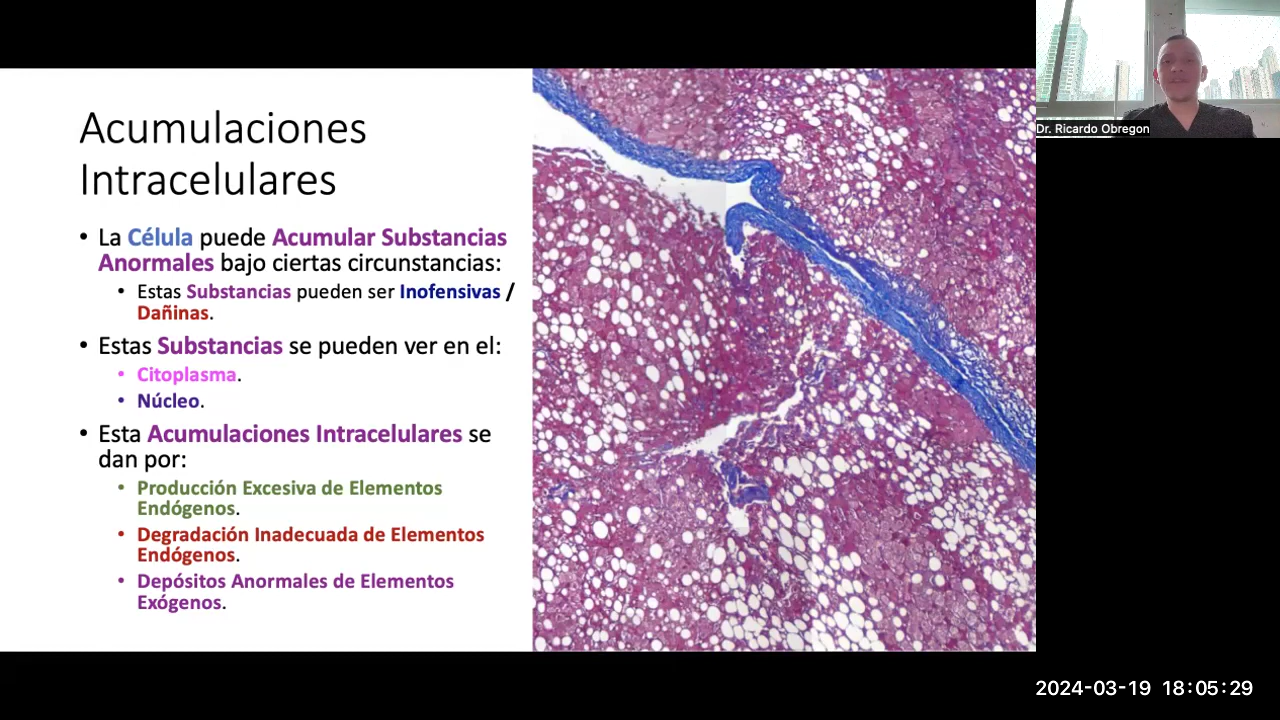 Acumulaciones
Intracelulares
• La Célula puede Acumular Substancias
Anormales bajo ciertas circunstancias:
• Estas Substancias pueden ser Inofensivas /
Dañinas.
• Estas Substancias se pueden ver en el:
• Citoplasma.
• Núcleo.
• Esta Acumulaciones Intracelulares se
dan por:
• Producción Excesiva de Elementos
Endógenos.
• Degradación Inadecuada de Elementos
Endógenos.
• Depósitos Anormales de Elementos
Exógenos.
Dr. Ricardo Obregon
2024-03-19 18:05:29